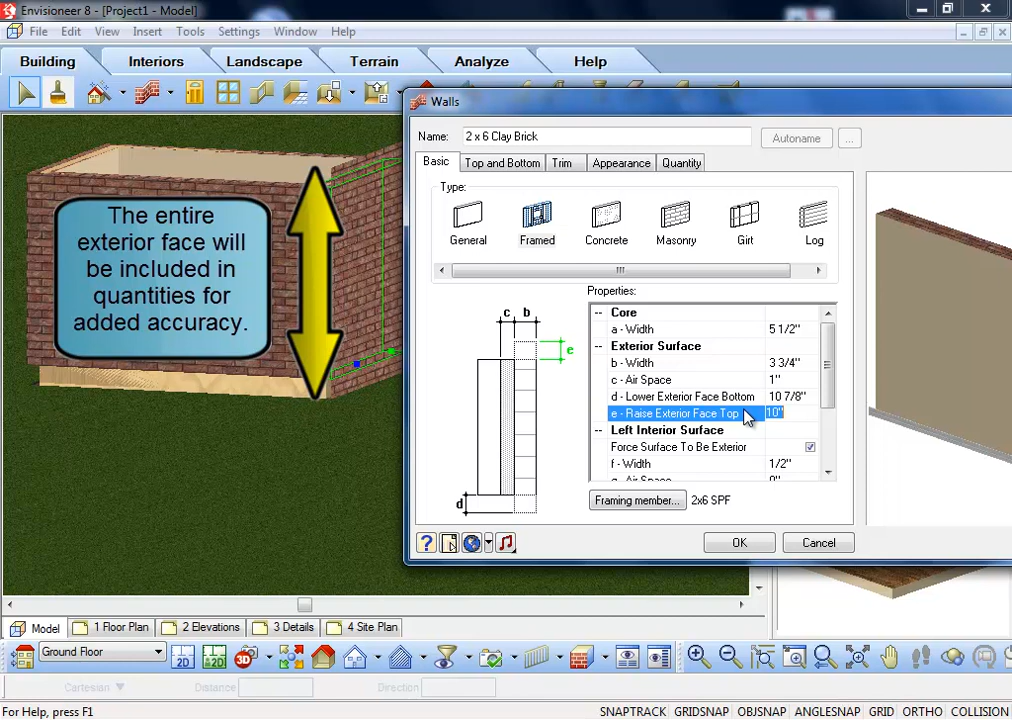 Envisioneer 8 - [Project1 - Model]
File Edit View Insert Tools Settings Window Help
Building Interiors Landscape Terrain Analyze Help
Walls
Name: 2 x 6 Clay Brick Autoname ...
Basic Top and Bottom Trim Appearance Quantity
Type:
General Framed Concrete Masonry Girt Log
The entire
exterior face will
be included in
quantities for
added accuracy.
Properties:
Core
a - Width 5 1/2"
Exterior Surface
b - Width 3 3/4"
c - Air Space 1"
d - Lower Exterior Face Bottom 10 7/8"
e - Raise Exterior Face Top 10"
Left Interior Surface
Force Surface To Be Exterior
f - Width 1/2"
g - Air Space 0"
c b
e
d
Framing member... 2x6 SPF
OK Cancel
Model 1 Floor Plan 2 Elevations 3 Details 4 Site Plan
Ground Floor
2D 2D 3D
Cartesian Distance Direction
For Help, press F1 SNAPTRACK GRIDSNAP OBJSNAP ANGLESNAP GRID ORTHO COLLISION